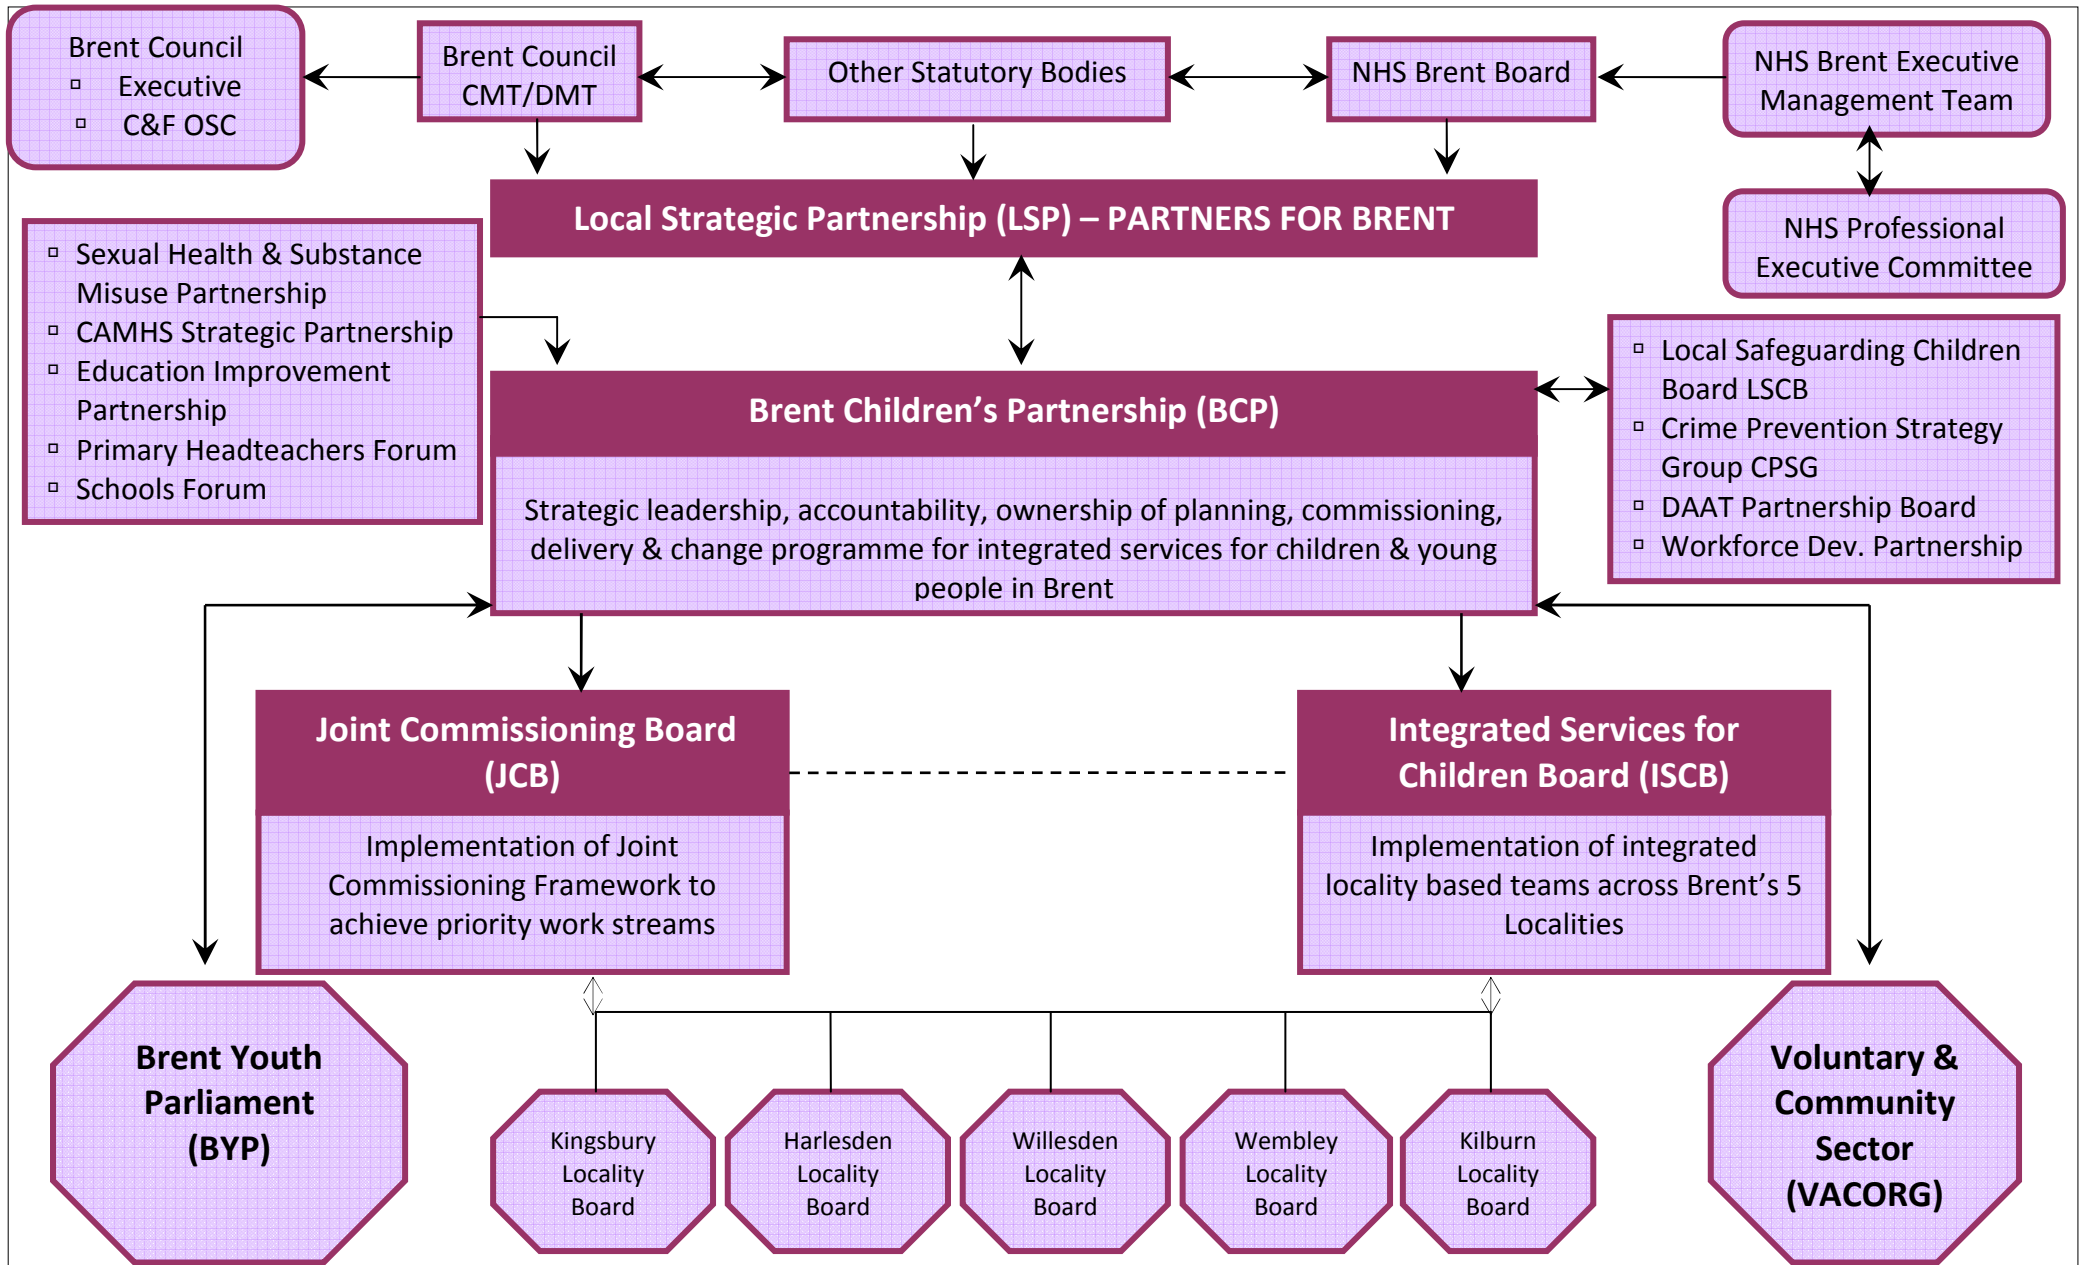 Brent Council
▫ Executive
▫ C&F OSC
Brent Council
CMT/DMT
Other Statutory Bodies
NHS Brent Board
NHS Brent Executive
Management Team
Local Strategic Partnership (LSP) – PARTNERS FOR BRENT
NHS Professional
Executive Committee
▫ Sexual Health & Substance
Misuse Partnership
▫ CAMHS Strategic Partnership
▫ Education Improvement
Partnership
▫ Primary Headteachers Forum
▫ Schools Forum
Brent Children’s Partnership (BCP)
Strategic leadership, accountability, ownership of planning, commissioning,
delivery & change programme for integrated services for children & young
people in Brent
▫ Local Safeguarding Children
Board LSCB
▫ Crime Prevention Strategy
Group CPSG
▫ DAAT Partnership Board
▫ Workforce Dev. Partnership
Joint Commissioning Board
(JCB)
Implementation of Joint
Commissioning Framework to
achieve priority work streams
Integrated Services for
Children Board (ISCB)
Implementation of integrated
locality based teams across Brent’s 5
Localities
Brent Youth
Parliament
(BYP)
Kingsbury
Locality
Board
Harlesden
Locality
Board
Willesden
Locality
Board
Wembley
Locality
Board
Kilburn
Locality
Board
Voluntary &
Community
Sector
(VACORG)